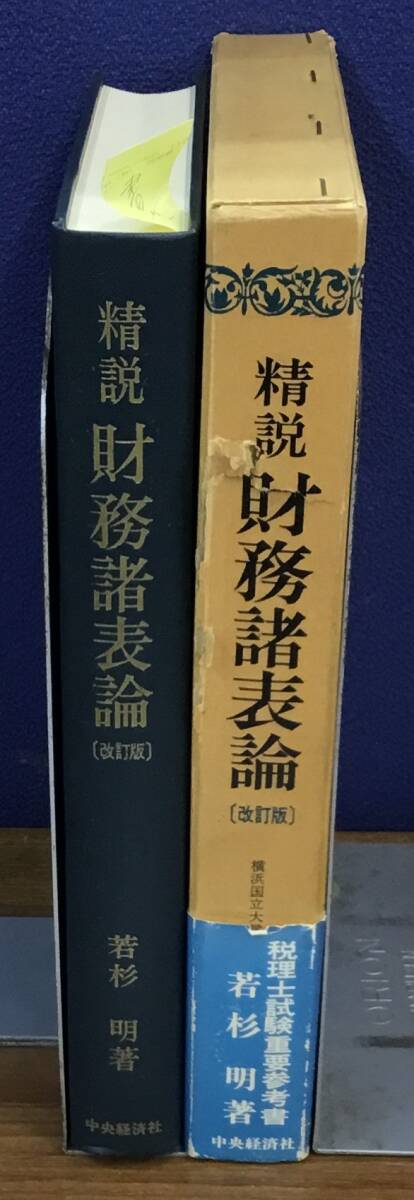 精説
財務諸表論
〔改訂版〕
若杉 明著
中央経済社
精説
財務諸表論
〔改訂版〕
横浜国立大
税理士試験重要参考書
若杉 明著
中央経済社